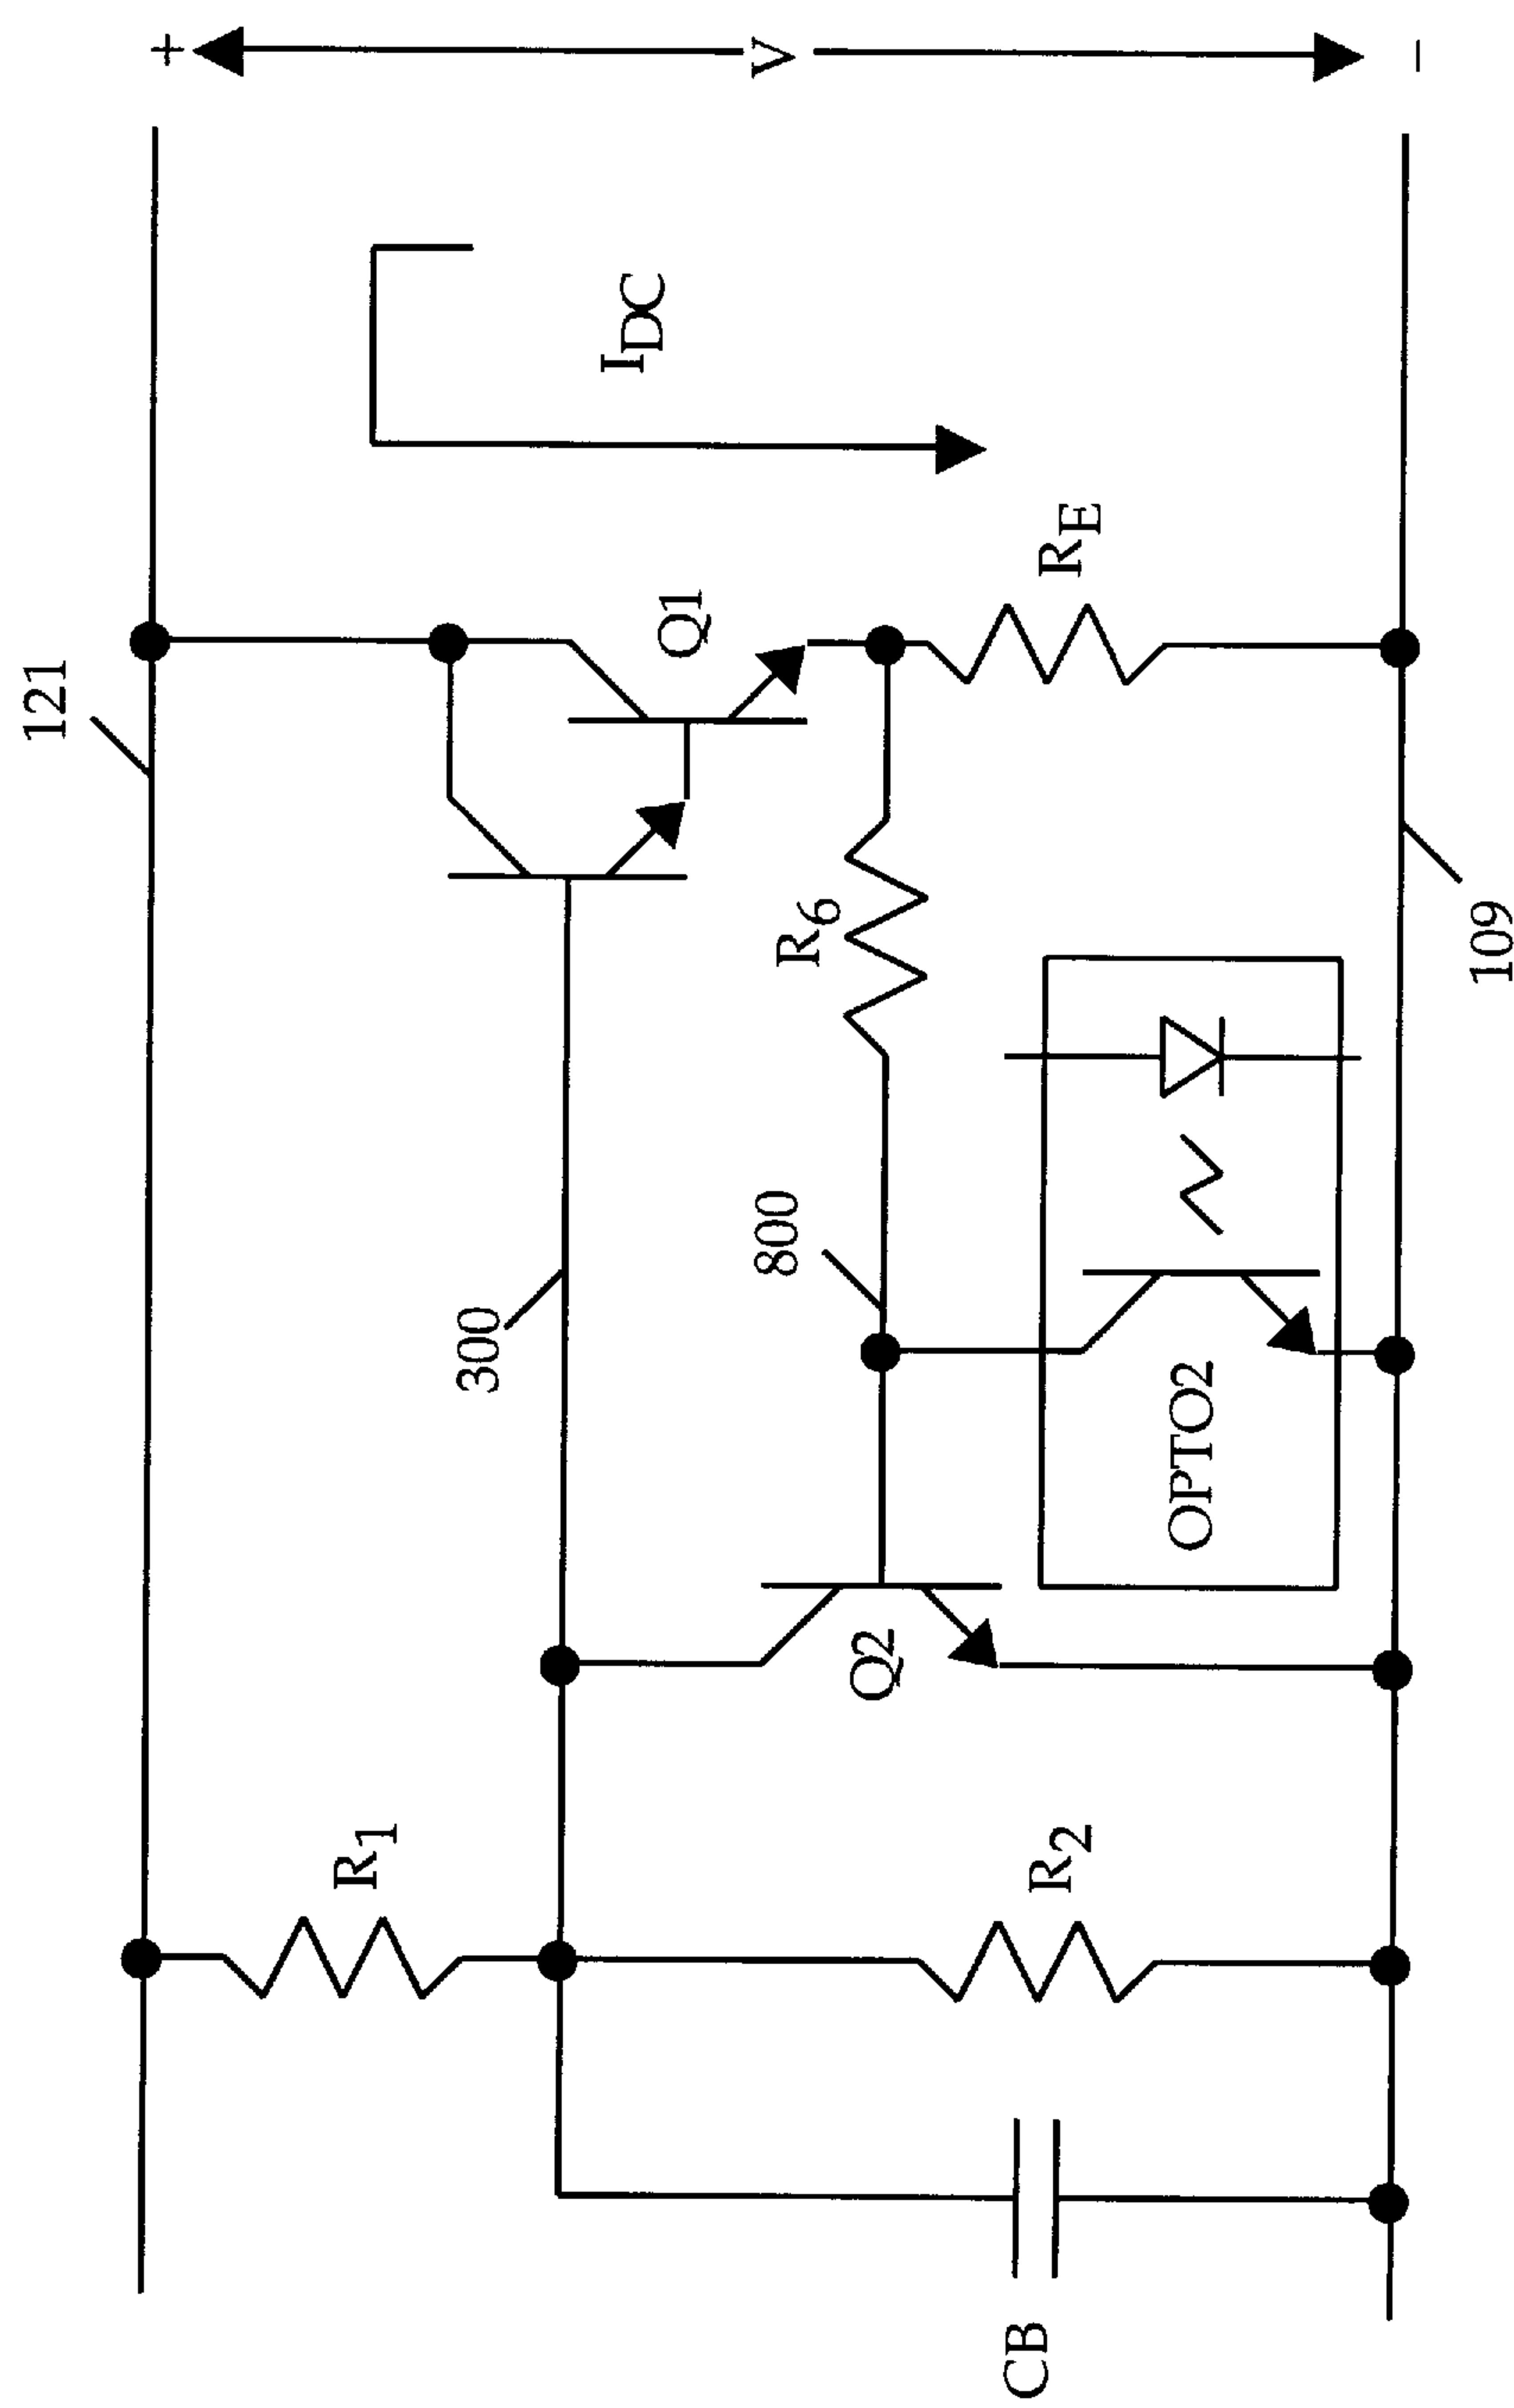 121
+
V
−
I_DC
Q1
R_E
R_6
300
800
109
OPTO2
Q2
R_1
R_2
CB